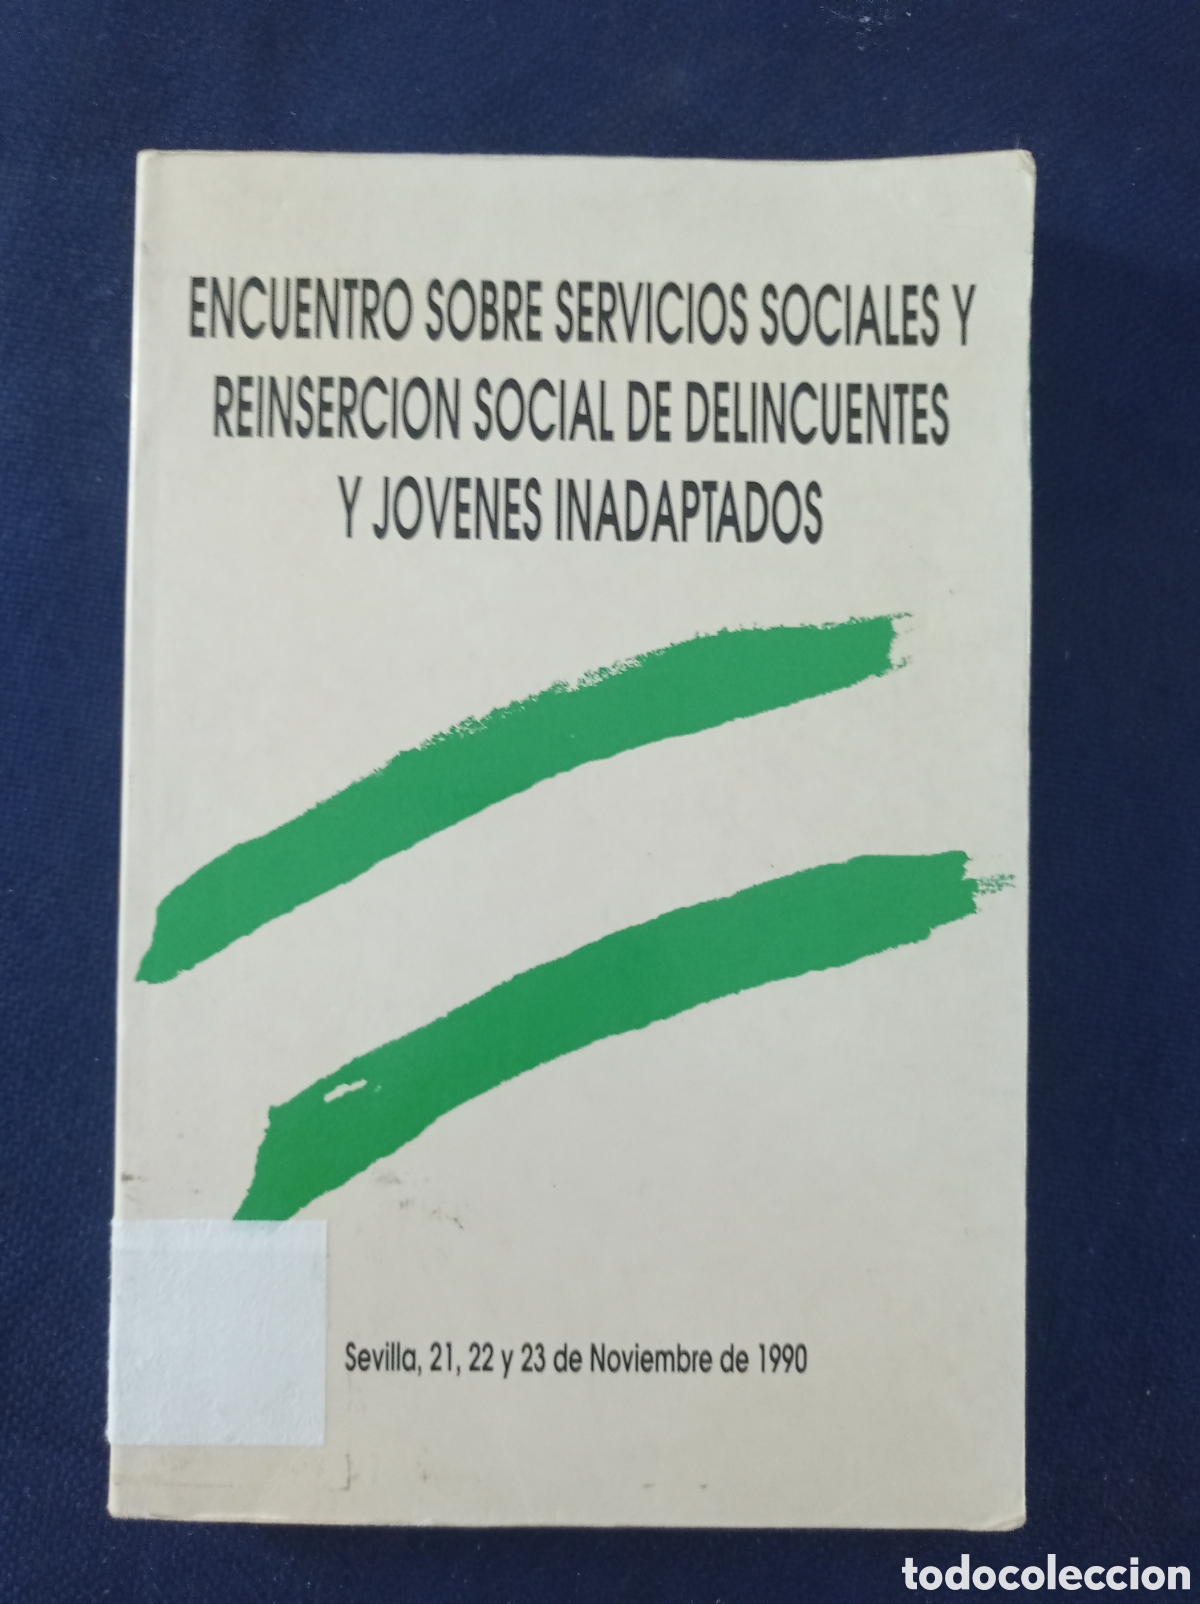 ENCUENTRO SOBRE SERVICIOS SOCIALES Y
REINSERCION SOCIAL DE DELINCUENTES
Y JOVENES INADAPTADOS
Sevilla, 21, 22 y 23 de Noviembre de 1990
todocoleccion